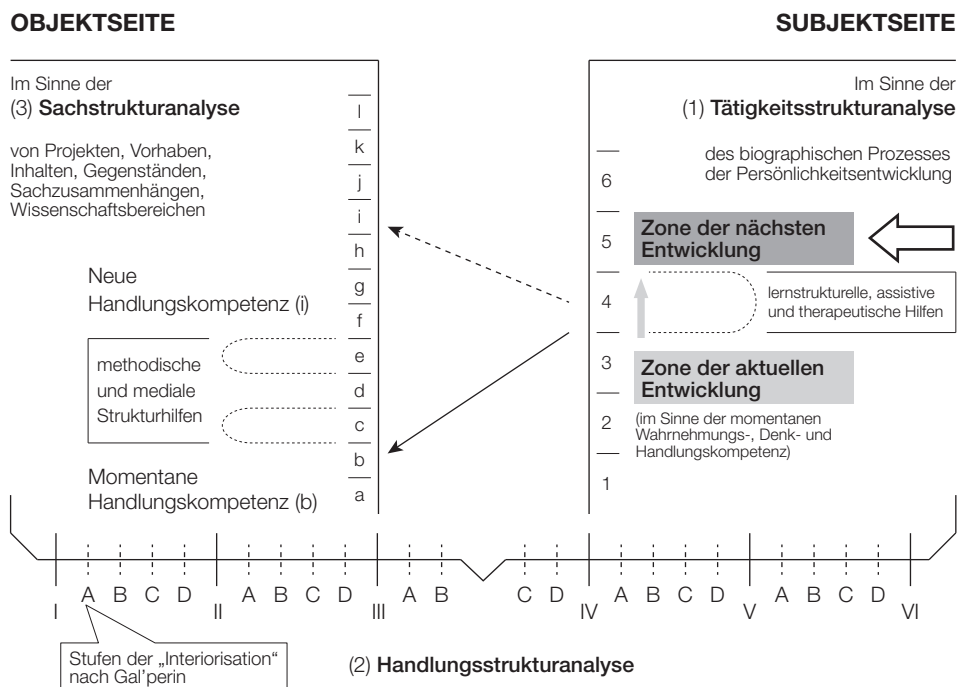 OBJEKTSEITE
SUBJEKTSEITE
Im Sinne der
(3) Sachstrukturanalyse
von Projekten, Vorhaben,
Inhalten, Gegenständen,
Sachzusammenhängen,
Wissenschaftsbereichen
Neue
Handlungskompetenz (i)
methodische
und mediale
Strukturhilfen
Momentane
Handlungskompetenz (b)
l
k
j
i
h
g
f
e
d
c
b
a
Im Sinne der
(1) Tätigkeitsstrukturanalyse
des biographischen Prozesses
der Persönlichkeitsentwicklung
6
5
4
3
2
1
Zone der nächsten
Entwicklung
lernstrukturelle, assistive
und therapeutische Hilfen
Zone der aktuellen
Entwicklung
(im Sinne der momentanen
Wahrnehmungs-, Denk- und
Handlungskompetenz)
I A B C D II A B C D III A B C D IV A B C D V A B C D VI
Stufen der „Interiorisation“
nach Gal'perin
(2) Handlungsstrukturanalyse